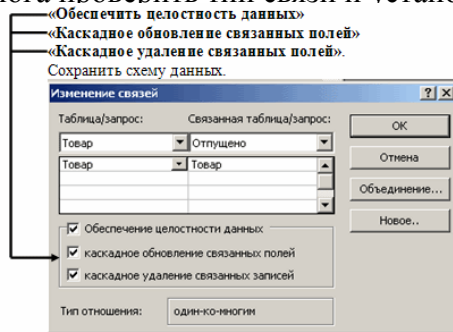 «Обеспечить целостность данных»
«Каскадное обновление связанных полей»
«Каскадное удаление связанных полей».
Сохранить схему данных.
Изменение связей
Таблица/запрос: Связанная таблица/запрос:
Товар Отпущено
Товар Товар
ОК
Отмена
Объединение...
Новое..
Обеспечение целостности данных
каскадное обновление связанных полей
каскадное удаление связанных записей
Тип отношения: один-ко-многим